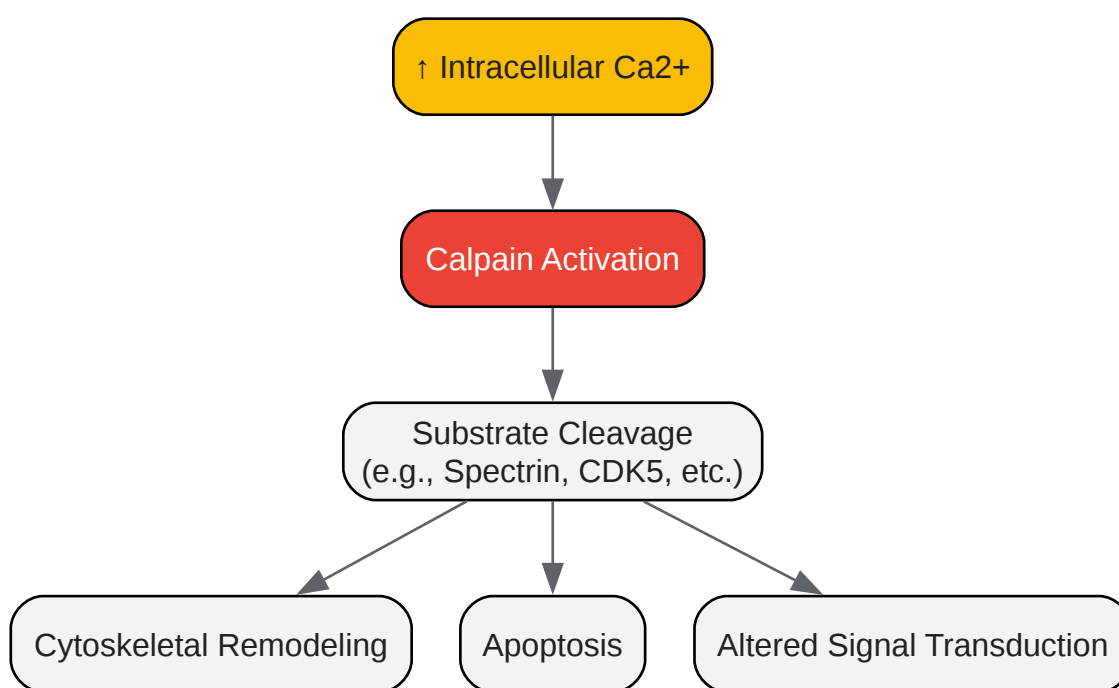 ↑ Intracellular Ca2+
Calpain Activation
Substrate Cleavage
(e.g., Spectrin, CDK5, etc.)
Cytoskeletal Remodeling
Apoptosis
Altered Signal Transduction